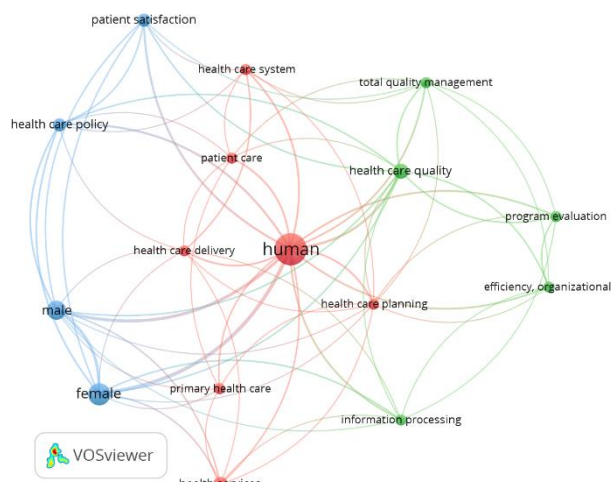 patient satisfaction
health care system
total quality management
health care policy
patient care
health care quality
program evaluation
human
health care delivery
efficiency, organizational
male
health care planning
female
primary health care
information processing
VOSviewer